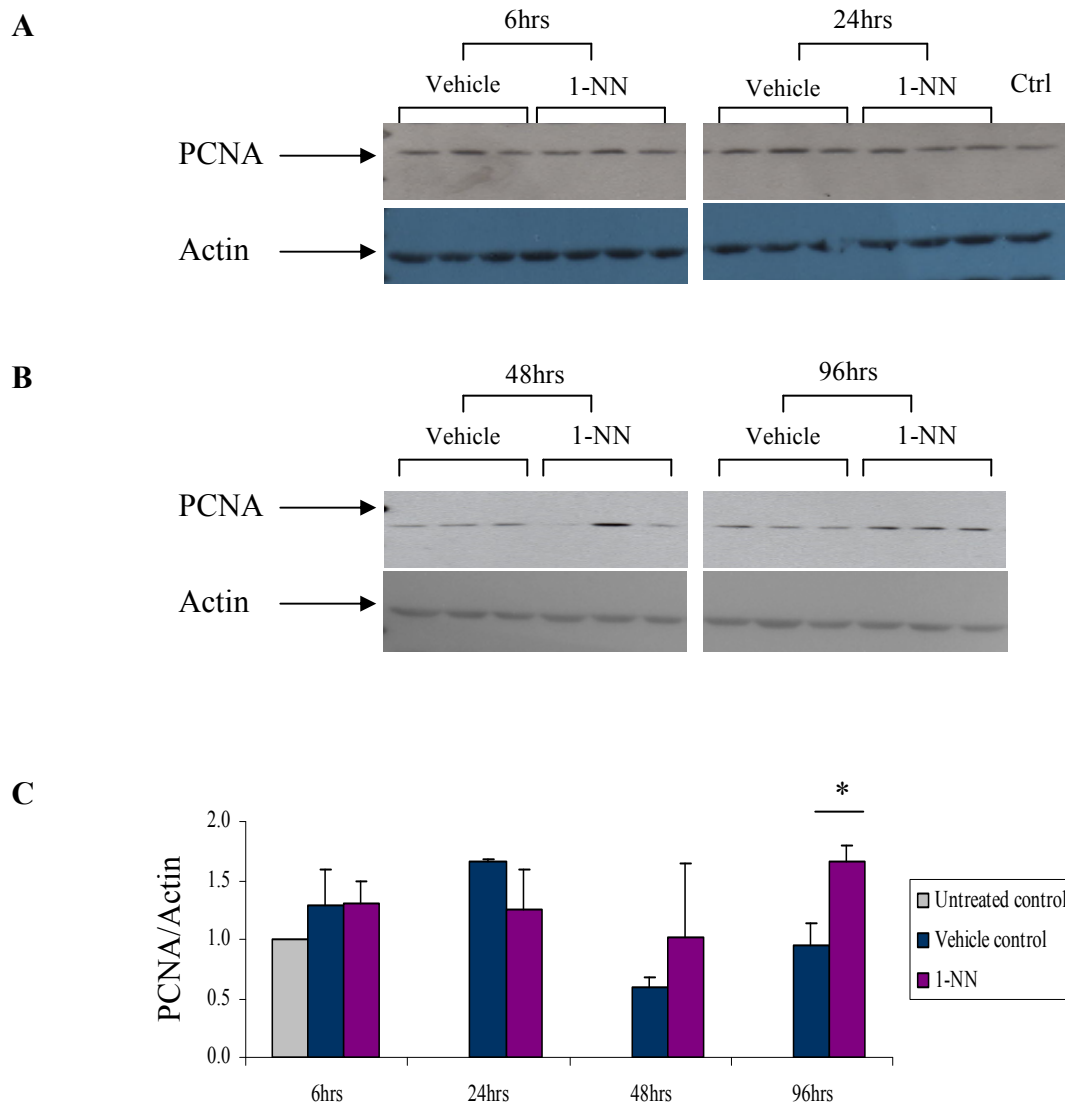 A
6hrs
24hrs
Vehicle
1-NN
Vehicle
1-NN
Ctrl
PCNA
Actin
B
48hrs
96hrs
Vehicle
1-NN
Vehicle
1-NN
PCNA
Actin
C
*
PCNA/Actin
2.0
1.5
1.0
0.5
0.0
6hrs
24hrs
48hrs
96hrs
Untreated control
Vehicle control
1-NN